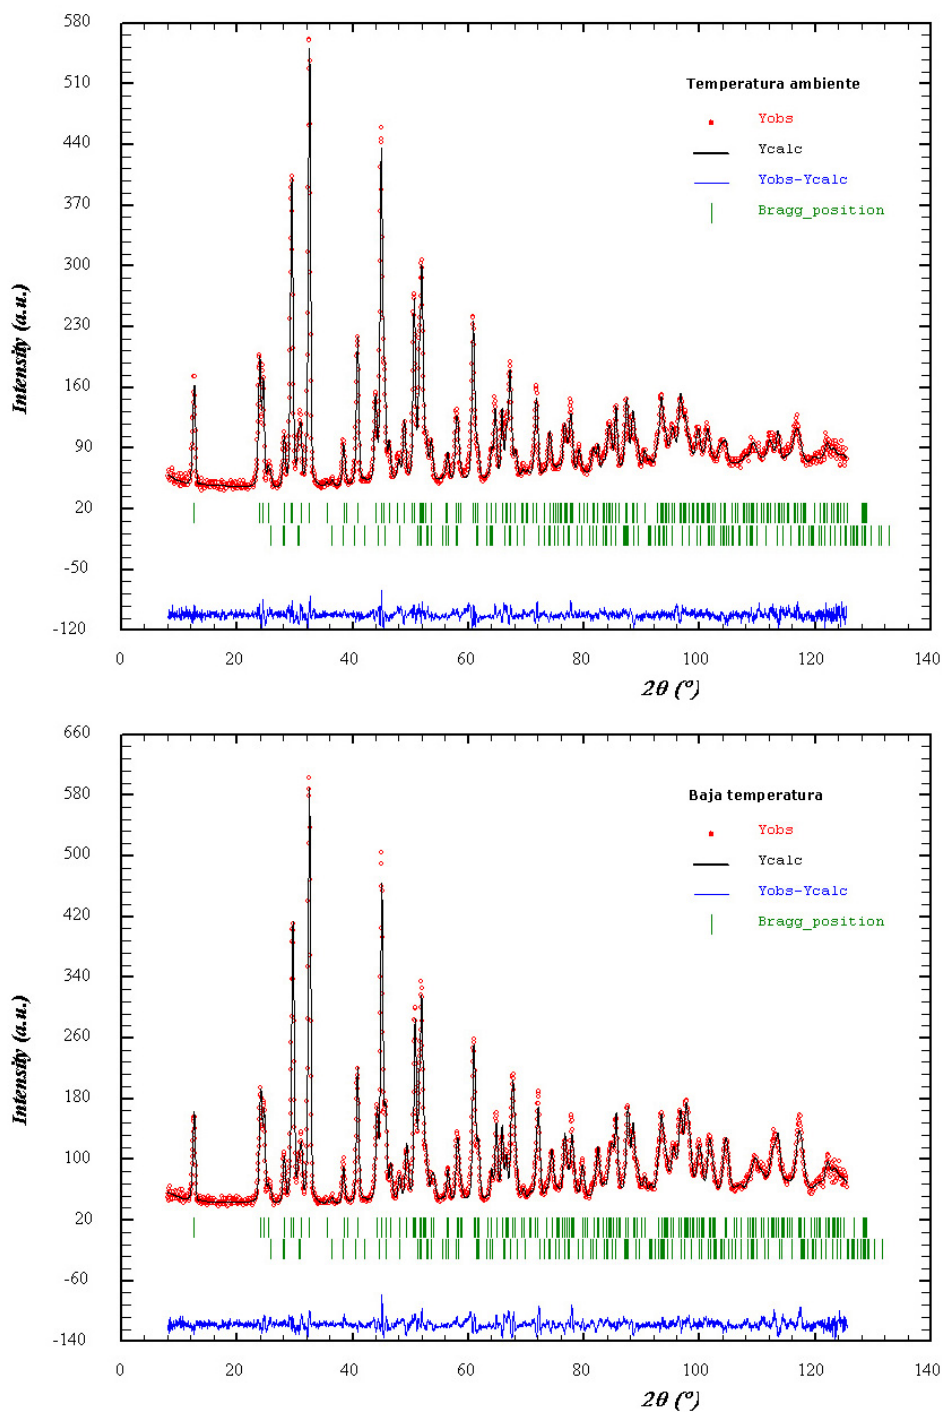 580
510
440
370
300
230
160
90
20
-50
-120
Intensity (a.u.)
Temperatura ambiente
Yobs
Ycalc
Yobs-Ycalc
Bragg_position
0 20 40 60 80 100 120 140
2θ (°)
660
580
500
420
340
260
180
100
20
-60
-140
Intensity (a.u.)
Baja temperatura
Yobs
Ycalc
Yobs-Ycalc
Bragg_position
0 20 40 60 80 100 120 140
2θ (°)